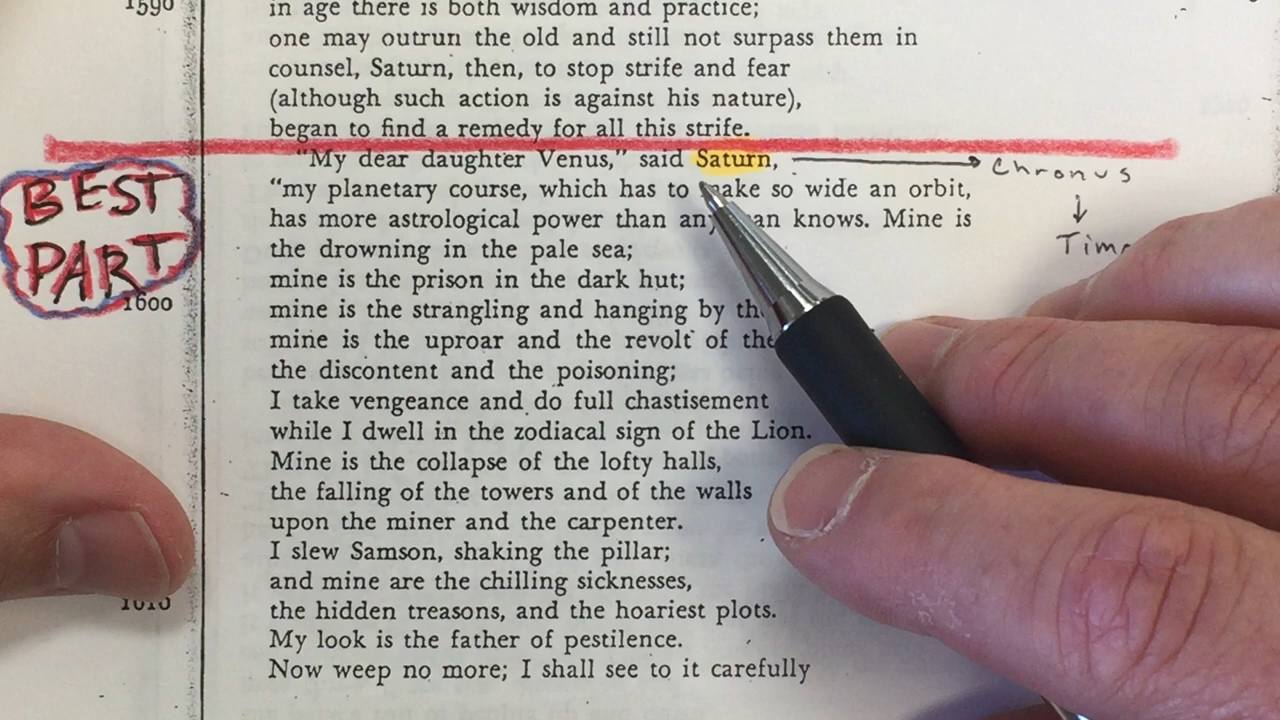 1590
in age there is both wisdom and practice;
one may outrun the old and still not surpass them in
counsel, Saturn, then, to stop strife and fear
(although such action is against his nature),
began to find a remedy for all this strife.
"My dear daughter Venus," said Saturn,
Chronus
"my planetary course, which has to make so wide an orbit,
has more astrological power than any knows. Mine is
BEST
PART
the drowning in the pale sea;
mine is the prison in the dark hut;
1600
mine is the strangling and hanging by
mine is the uproar and the revolt of the
the discontent and the poisoning;
I take vengeance and do full chastisement
while I dwell in the zodiacal sign of the Lion.
Mine is the collapse of the lofty halls,
the falling of the towers and of the walls
upon the miner and the carpenter.
I slew Samson, shaking the pillar;
and mine are the chilling sicknesses,
1610
the hidden treasons, and the hoariest plots.
My look is the father of pestilence.
Now weep no more; I shall see to it carefully